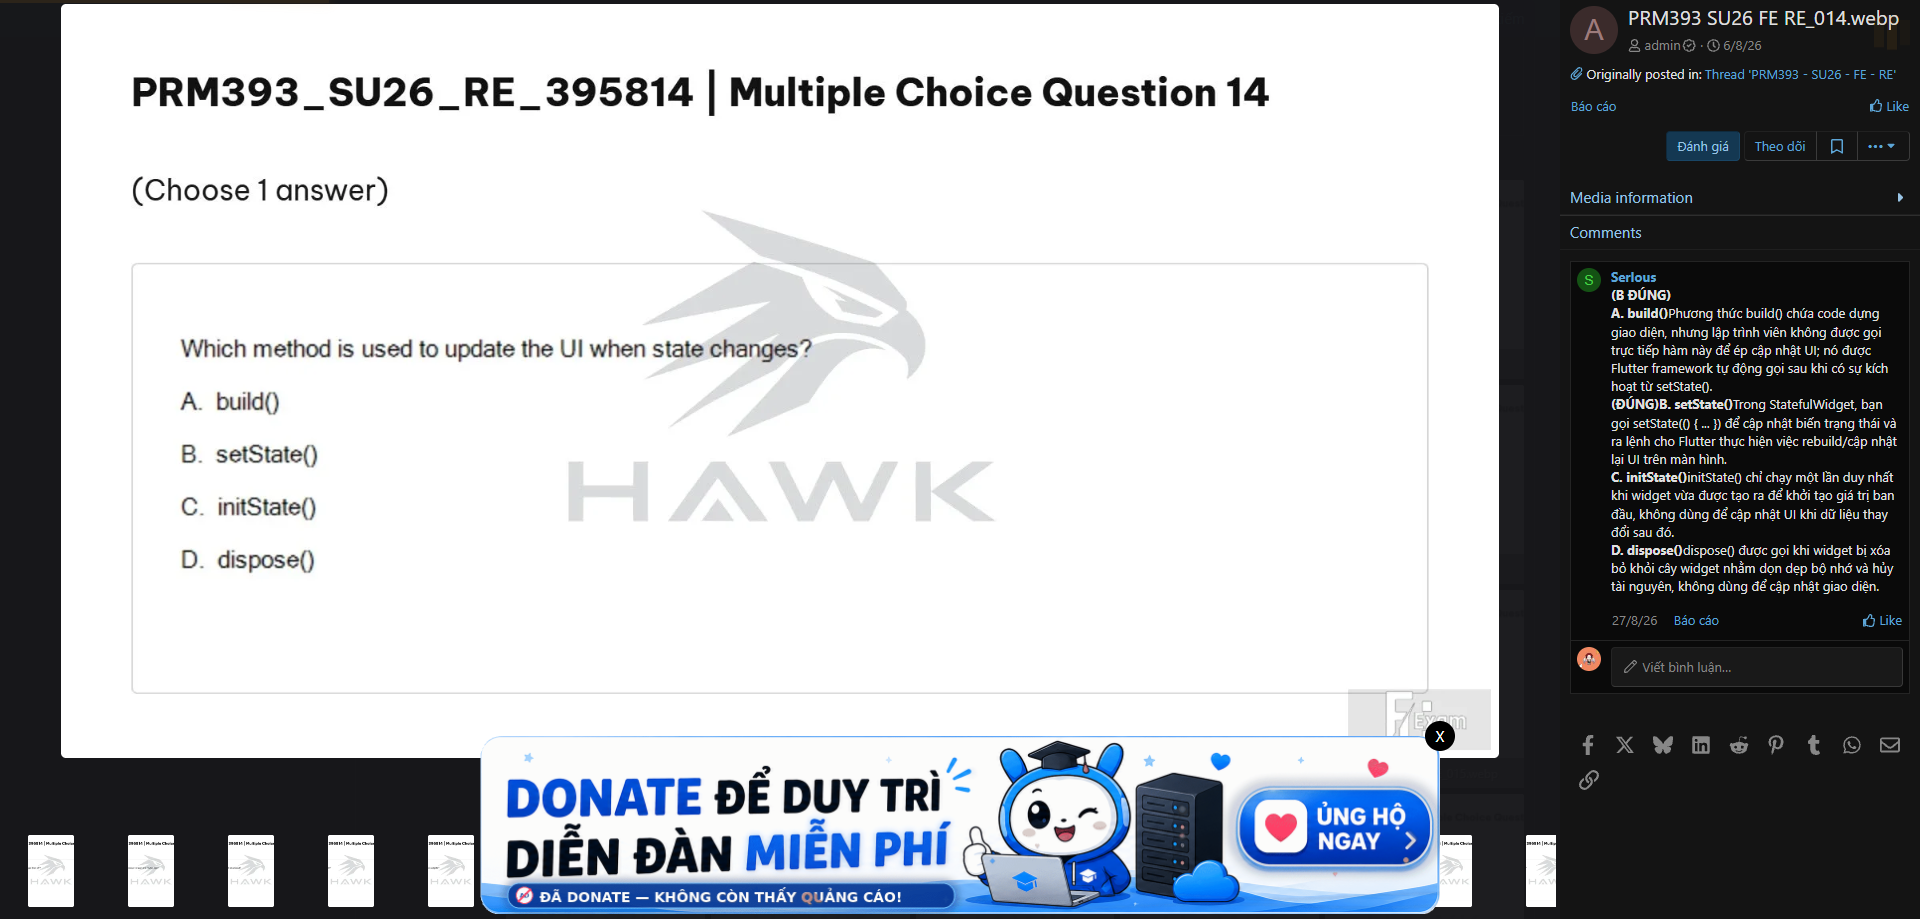 PRM393_SU26_RE_395814 | Multiple Choice Question 14
(Choose 1 answer)
Which method is used to update the UI when state changes?
A. build()
B. setState()
C. initState()
D. dispose()
HAWK
Exam
X
DONATE ĐỂ DUY TRÌ
DIỄN ĐÀN MIỄN PHÍ
ĐÃ DONATE — KHÔNG CÒN THẤY QUẢNG CÁO!
ỦNG HỘ
NGAY
A
PRM393 SU26 FE RE_014.webp
admin · 6/8/26
Originally posted in: Thread 'PRM393 - SU26 - FE - RE'
Báo cáo
Like
Đánh giá
Theo dõi
Media information
Comments
S
Serlous
(B ĐÚNG)
A. build()Phương thức build() chứa code dựng
giao diện, nhưng lập trình viên không được gọi
trực tiếp hàm này để ép cập nhật UI; nó được
Flutter framework tự động gọi sau khi có sự kích
hoạt từ setState().
(ĐÚNG)B. setState()Trong StatefulWidget, bạn
gọi setState(() { ... }) để cập nhật biến trạng thái và
ra lệnh cho Flutter thực hiện việc rebuild/cập nhật
lại UI trên màn hình.
C. initState()initState() chỉ chạy một lần duy nhất
khi widget vừa được tạo ra để khởi tạo giá trị ban
đầu, không dùng để cập nhật UI khi dữ liệu thay
đổi sau đó.
D. dispose()dispose() được gọi khi widget bị xóa
bỏ khỏi cây widget nhằm dọn dẹp bộ nhớ và hủy
tài nguyên, không dùng để cập nhật giao diện.
27/8/26
Báo cáo
Like
Viết bình luận...